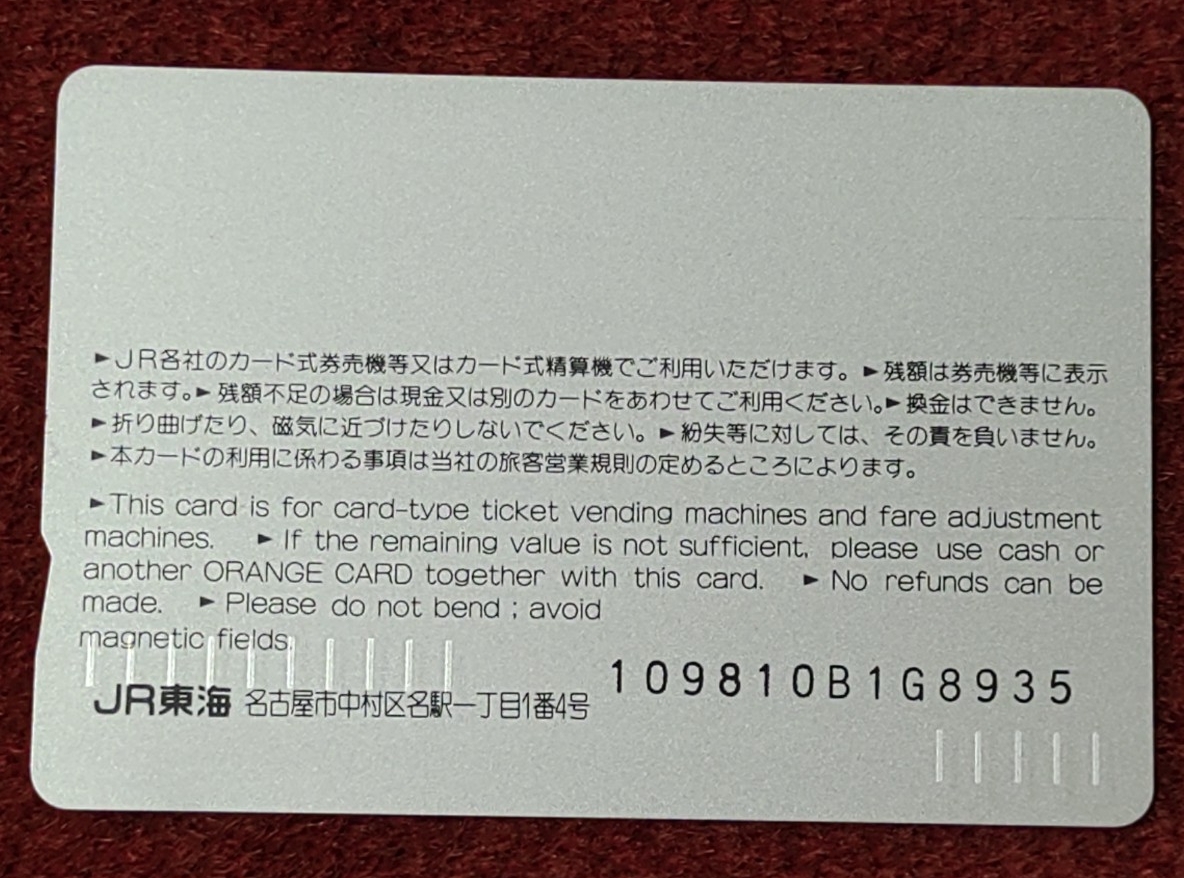 ►JR各社のカード式券売機等又はカード式精算機でご利用いただけます。►残額は券売機等に表示
されます。►残額不足の場合は現金又は別のカードをあわせてご利用ください。►換金はできません。
►折り曲げたり、磁気に近づけたりしないでください。►紛失等に対しては、その責を負いません。
►本カードの利用に係わる事項は当社の旅客営業規則の定めるところによります。
►This card is for card-type ticket vending machines and fare adjustment
machines. ►If the remaining value is not sufficient, please use cash or
another ORANGE CARD together with this card. ►No refunds can be
made. ►Please do not bend ; avoid
magnetic fields.
109810B1G8935
JR東海 名古屋市中村区名駅一丁目1番4号